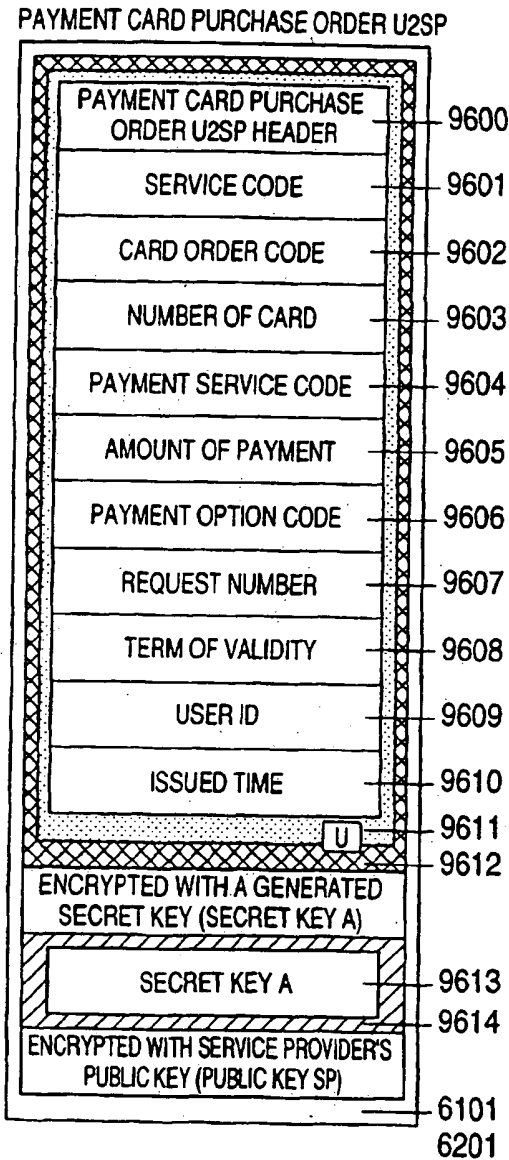 PAYMENT CARD PURCHASE ORDER U2SP
PAYMENT CARD PURCHASE
ORDER U2SP HEADER
9600
SERVICE CODE
9601
CARD ORDER CODE
9602
NUMBER OF CARD
9603
PAYMENT SERVICE CODE
9604
AMOUNT OF PAYMENT
9605
PAYMENT OPTION CODE
9606
REQUEST NUMBER
9607
TERM OF VALIDITY
9608
USER ID
9609
ISSUED TIME
9610
U
9611
9612
ENCRYPTED WITH A GENERATED
SECRET KEY (SECRET KEY A)
SECRET KEY A
9613
9614
ENCRYPTED WITH SERVICE PROVIDER'S
PUBLIC KEY (PUBLIC KEY SP)
6101
6201